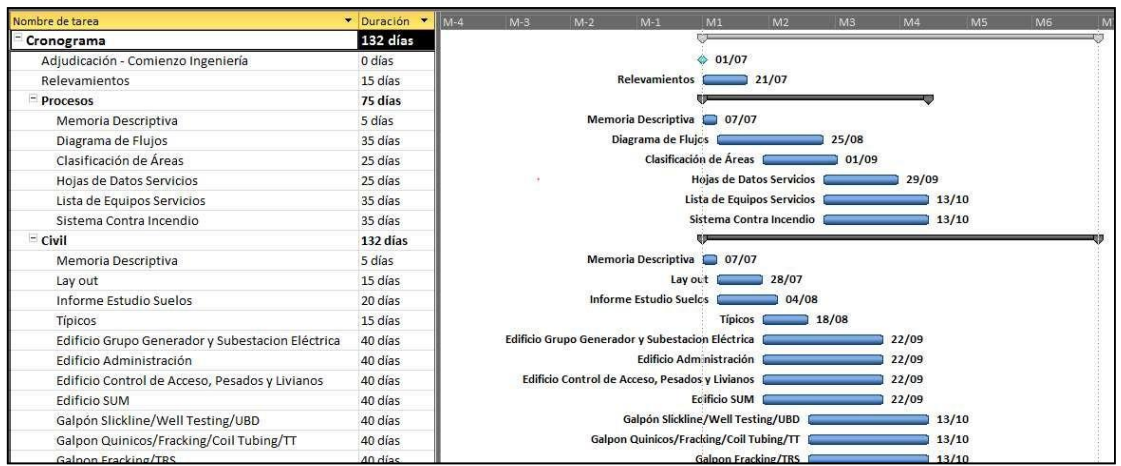 Nombre de tarea Duración M-4 M-3 M-2 M-1 M1 M2 M3 M4 M5 M6
Cronograma 132 días
Adjudicación - Comienzo Ingeniería 0 días 01/07
Relevamientos 15 días Relevamientos 21/07
Procesos 75 días
Memoria Descriptiva 5 días Memoria Descriptiva 07/07
Diagrama de Flujos 35 días Diagrama de Flujos 25/08
Clasificación de Áreas 25 días Clasificación de Áreas 01/09
Hojas de Datos Servicios 25 días Hojas de Datos Servicios 29/09
Lista de Equipos Servicios 35 días Lista de Equipos Servicios 13/10
Sistema Contra Incendio 35 días Sistema Contra Incendio 13/10
Civil 132 días
Memoria Descriptiva 5 días Memoria Descriptiva 07/07
Lay out 15 días Lay out 28/07
Informe Estudio Suelos 20 días Informe Estudio Suelos 04/08
Típicos 15 días Típicos 18/08
Edificio Grupo Generador y Subestacion Eléctrica 40 días Edificio Grupo Generador y Subestacion Eléctrica 22/09
Edificio Administración 40 días Edificio Administración 22/09
Edificio Control de Acceso, Pesados y Livianos 40 días Edificio Control de Acceso, Pesados y Livianos 22/09
Edificio SUM 40 días Edificio SUM 22/09
Galpón Slickline/Well Testing/UBD 40 días Galpón Slickline/Well Testing/UBD 13/10
Galpon Quinicos/Fracking/Coil Tubing/TT 40 días Galpon Quinicos/Fracking/Coil Tubing/TT 13/10
Galpon Fracking/TRS 40 días Galpon Fracking/TRS 13/10